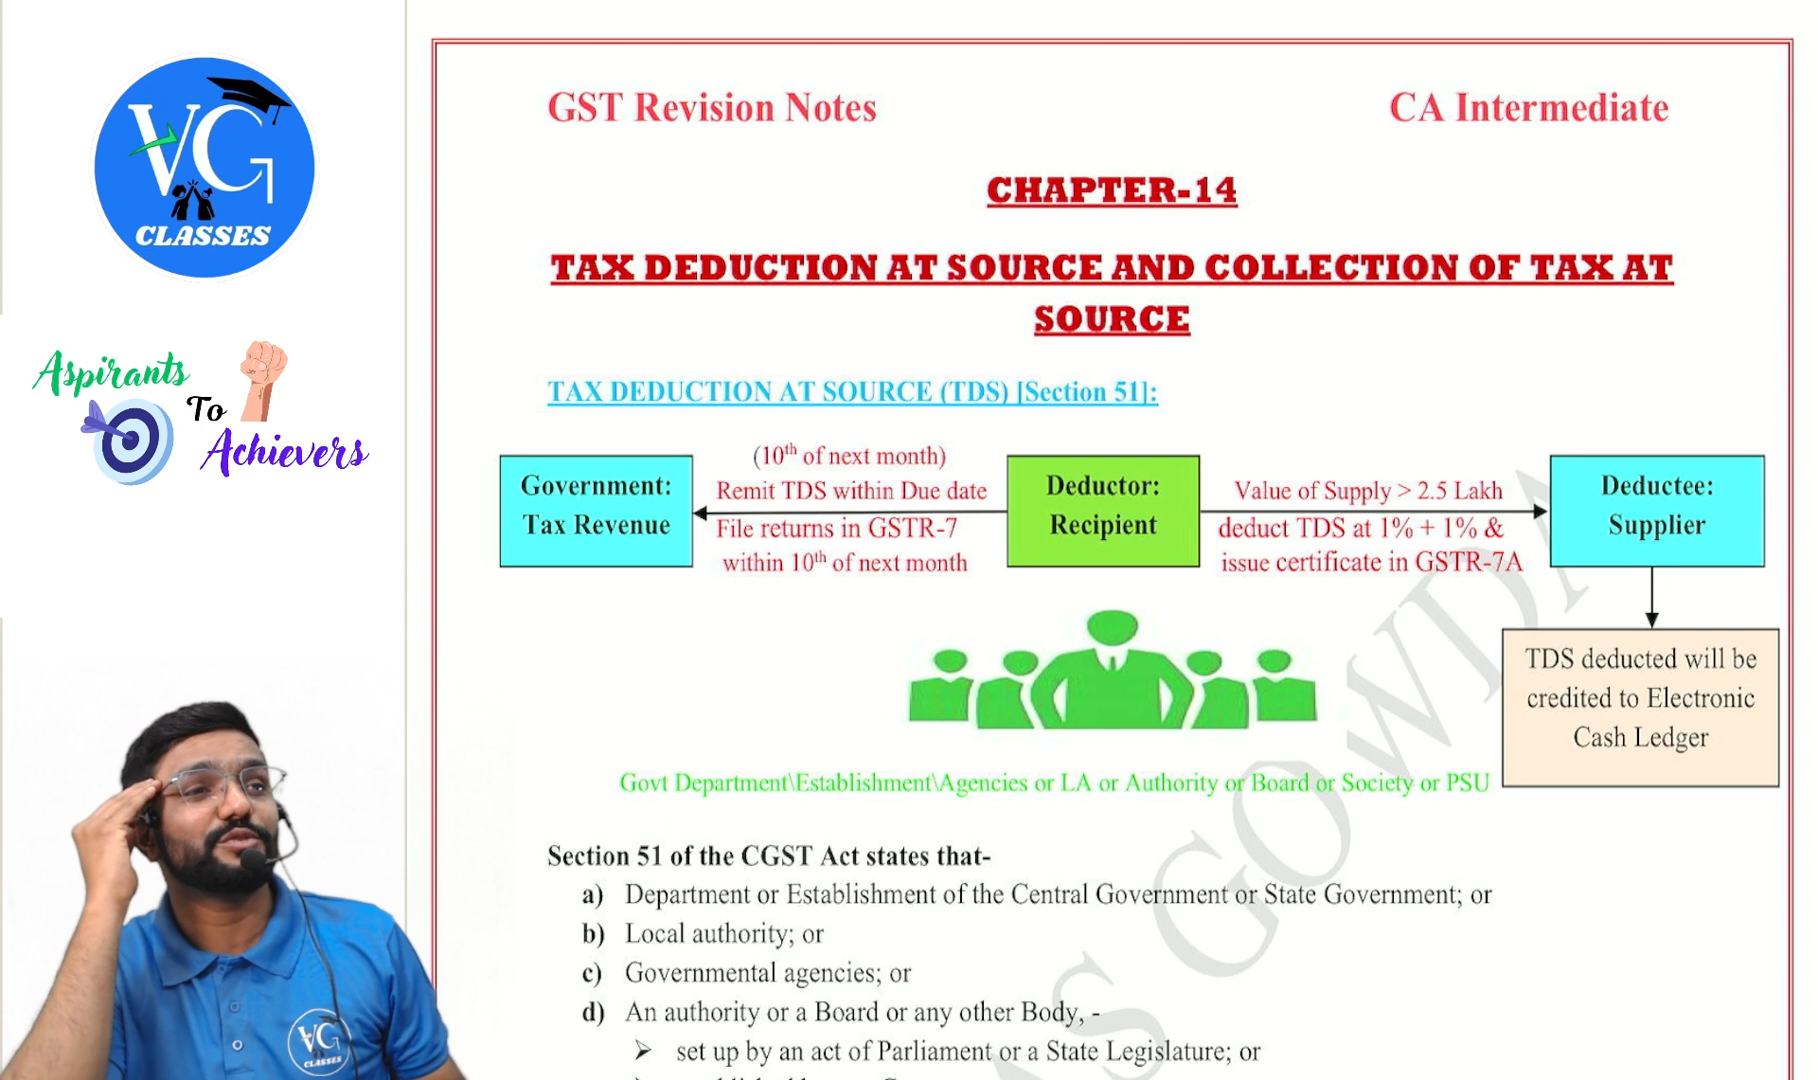 VG
CLASSES
Aspirants
To
Achievers
GST Revision Notes
CA Intermediate
CHAPTER-14
TAX DEDUCTION AT SOURCE AND COLLECTION OF TAX AT
SOURCE
TAX DEDUCTION AT SOURCE (TDS) [Section 51]:
Government:
Tax Revenue
(10th of next month)
Remit TDS within Due date
File returns in GSTR-7
within 10th of next month
Deductor:
Recipient
Value of Supply > 2.5 Lakh
deduct TDS at 1% + 1% &
issue certificate in GSTR-7A
Deductee:
Supplier
TDS deducted will be
credited to Electronic
Cash Ledger
Govt Department\Establishment\Agencies or LA or Authority or Board or Society or PSU
Section 51 of the CGST Act states that-
a) Department or Establishment of the Central Government or State Government; or
b) Local authority; or
c) Governmental agencies; or
d) An authority or a Board or any other Body, -
➢ set up by an act of Parliament or a State Legislature; or
AS GOWDA
VG
CLASSES